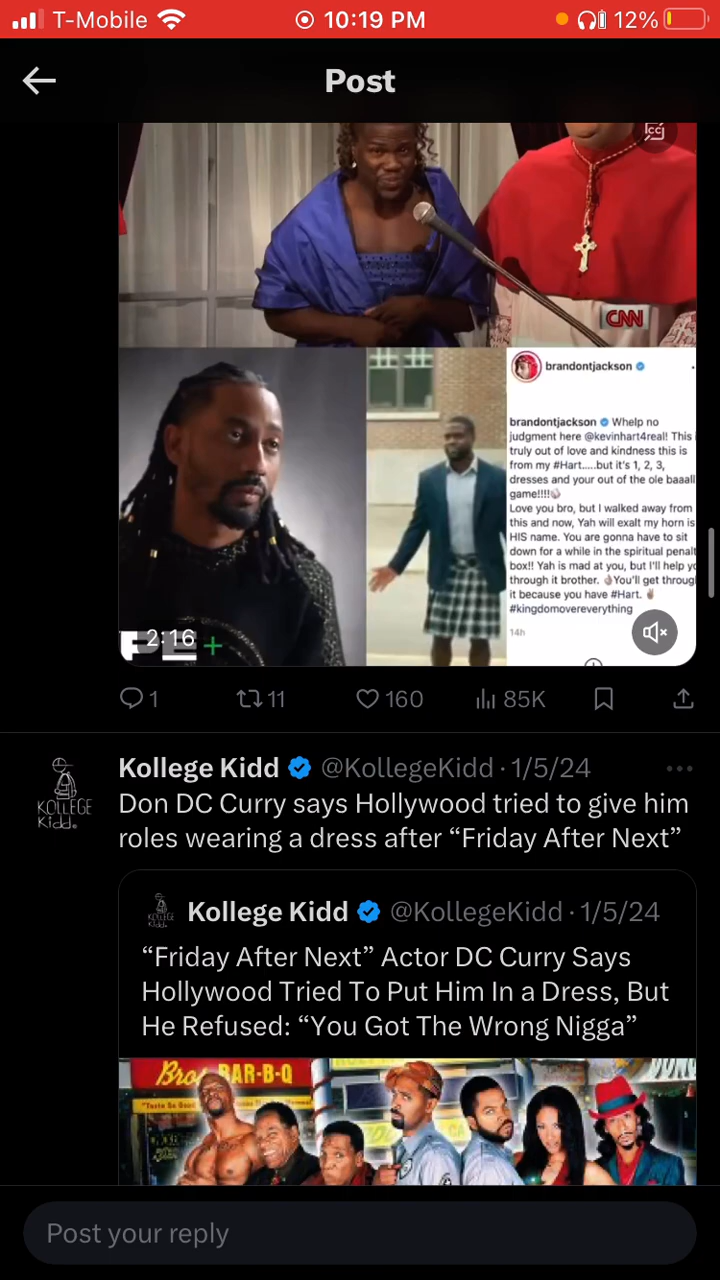 T-Mobile 10:19 PM 12%
Post
CC
CNN
brandontjackson
brandontjackson Whelp no
judgment here @kevinhart4real! This
truly out of love and kindness this is
from my #Hart.....but it's 1, 2, 3,
dresses and your out of the ole baaall
game!!!!
Love you bro, but I walked away from
this and now, Yah will exalt my horn is
HIS name. You are gonna have to sit
down for a while in the spiritual penalt
box!! Yah is mad at you, but I'll help yo
through it brother. 👌You'll get throug
it because you have #Hart. ✌
#kingdomovereverything
14h
2:16
1 11 160 85K
KOLLEGE
Kidd.
Kollege Kidd @KollegeKidd · 1/5/24 ...
Don DC Curry says Hollywood tried to give him
roles wearing a dress after “Friday After Next”
Kollege Kidd @KollegeKidd · 1/5/24
“Friday After Next” Actor DC Curry Says
Hollywood Tried To Put Him In a Dress, But
He Refused: “You Got The Wrong Nigga”
Bros. BAR-B-Q
Post your reply